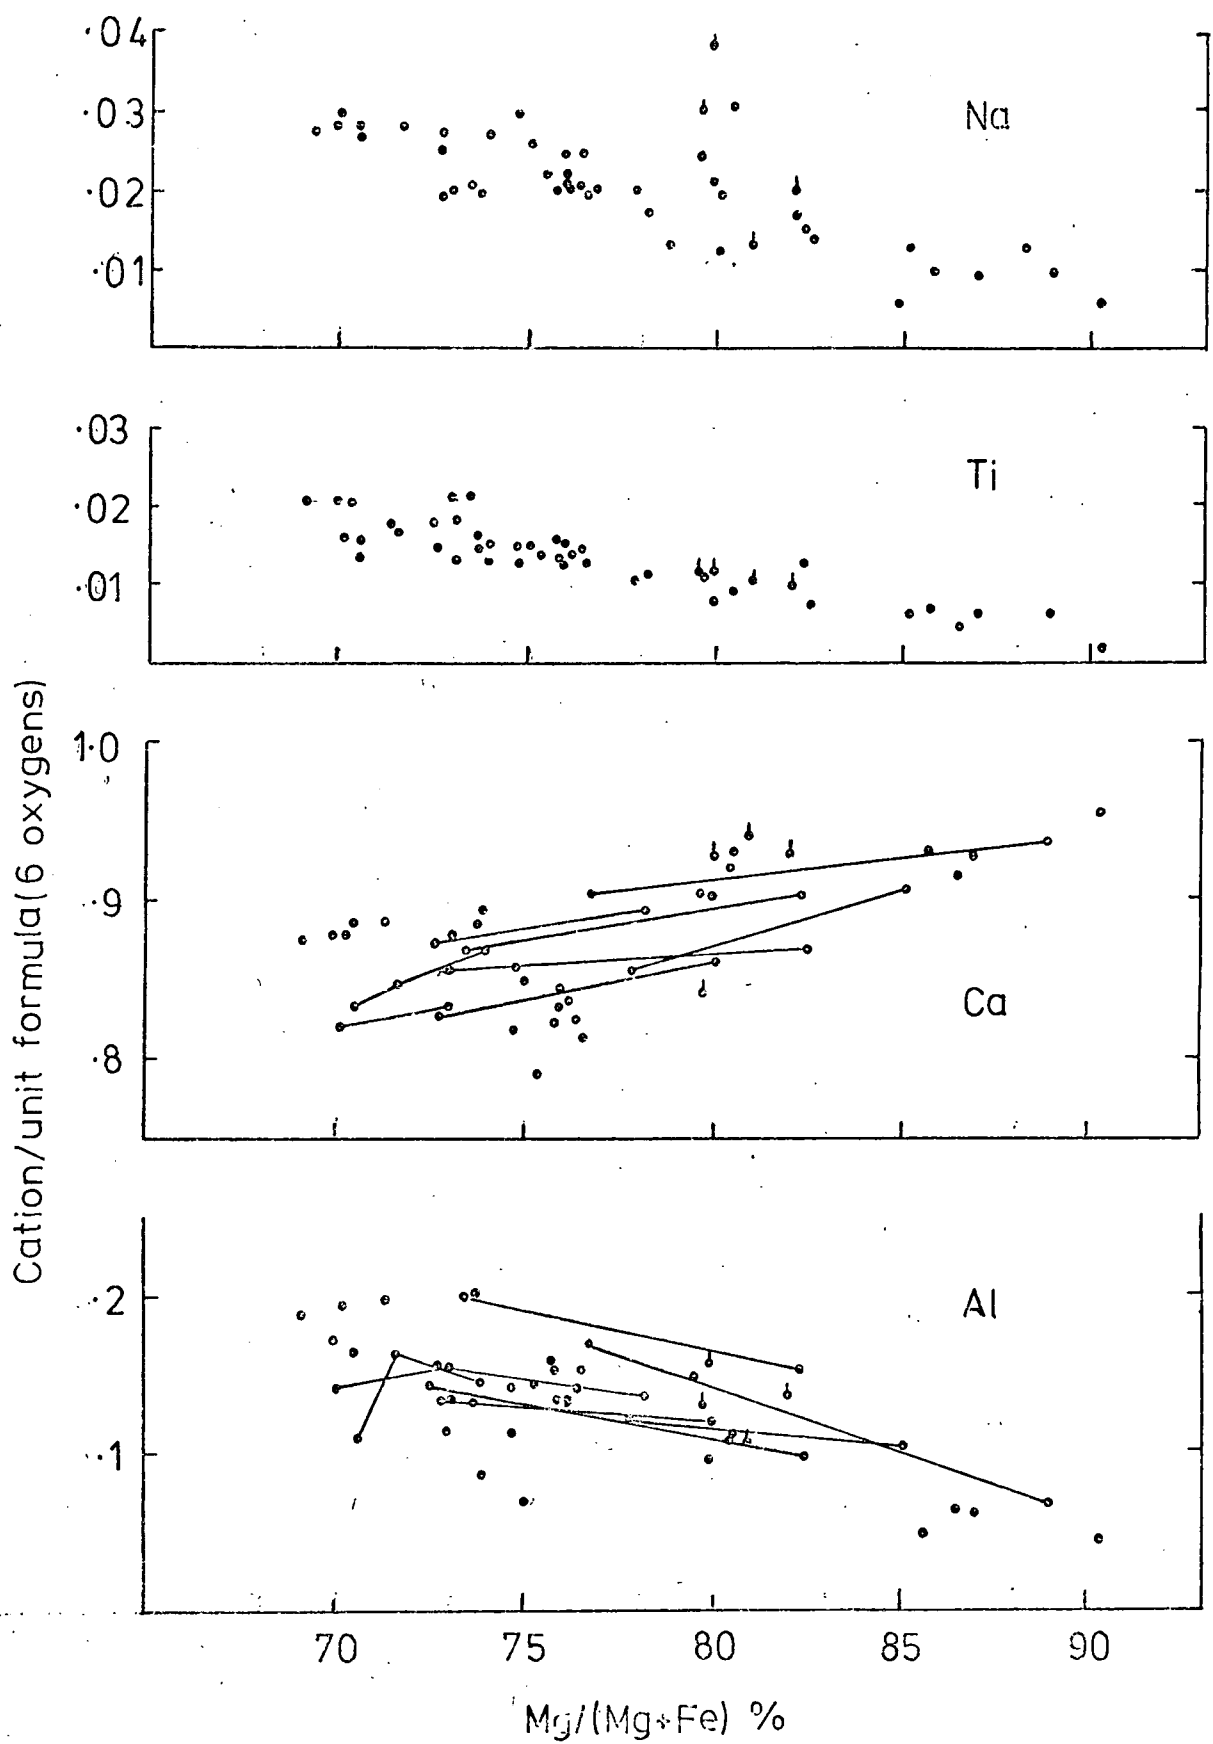 ·04
·03
·02
·01
Na
·03
·02
·01
Ti
1·0
·9
·8
Ca
·2
·1
Al
Cation/unit formula(6 oxygens)
70 75 80 85 90
Mg/(Mg+Fe) %